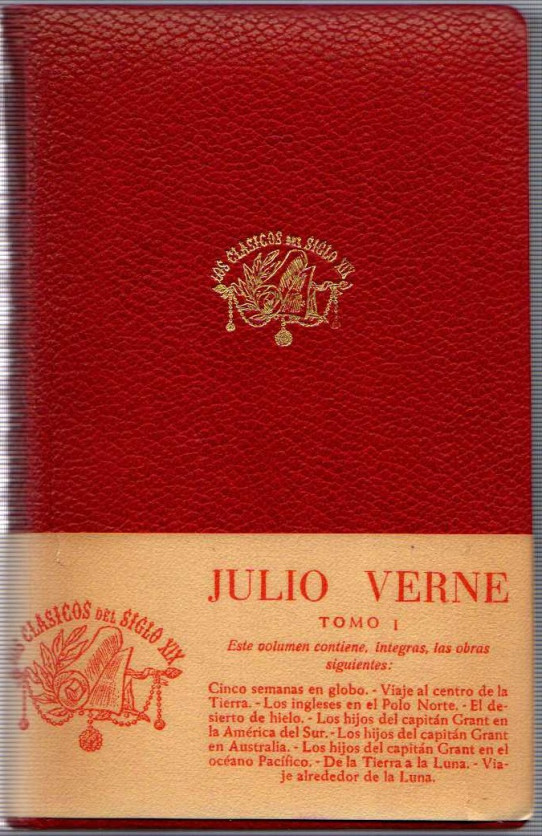 LOS CLASICOS DEL SIGLO XIX
LOS CLASICOS DEL SIGLO XIX
JULIO VERNE
TOMO I
Este volumen contiene, íntegras, las obras
siguientes:
Cinco semanas en globo. - Viaje al centro de la
Tierra. - Los ingleses en el Polo Norte. - El de-
sierto de hielo. - Los hijos del capitán Grant en
la América del Sur. - Los hijos del capitán Grant
en Australia. - Los hijos del capitán Grant en el
océano Pacífico. - De la Tierra a la Luna. - Via-
je alrededor de la Luna.